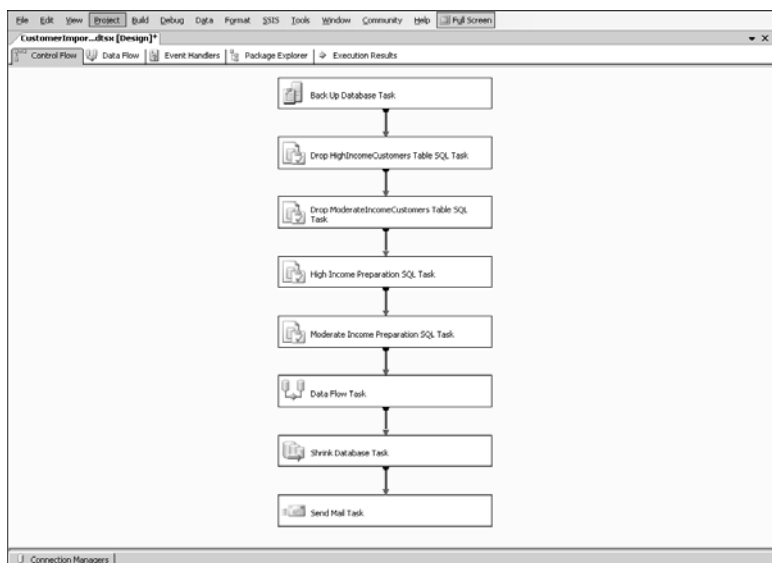 File Edit View Project Build Debug Data Format SSIS Tools Window Community Help Full Screen
CustomerImpor...dtsx [Design]*
Control Flow Data Flow Event Handlers Package Explorer Execution Results
Back Up Database Task
Drop HighIncomeCustomers Table SQL Task
Drop ModerateIncomeCustomers Table SQL
Task
High Income Preparation SQL Task
Moderate Income Preparation SQL Task
Data Flow Task
Shrink Database Task
Send Mail Task
Connection Managers